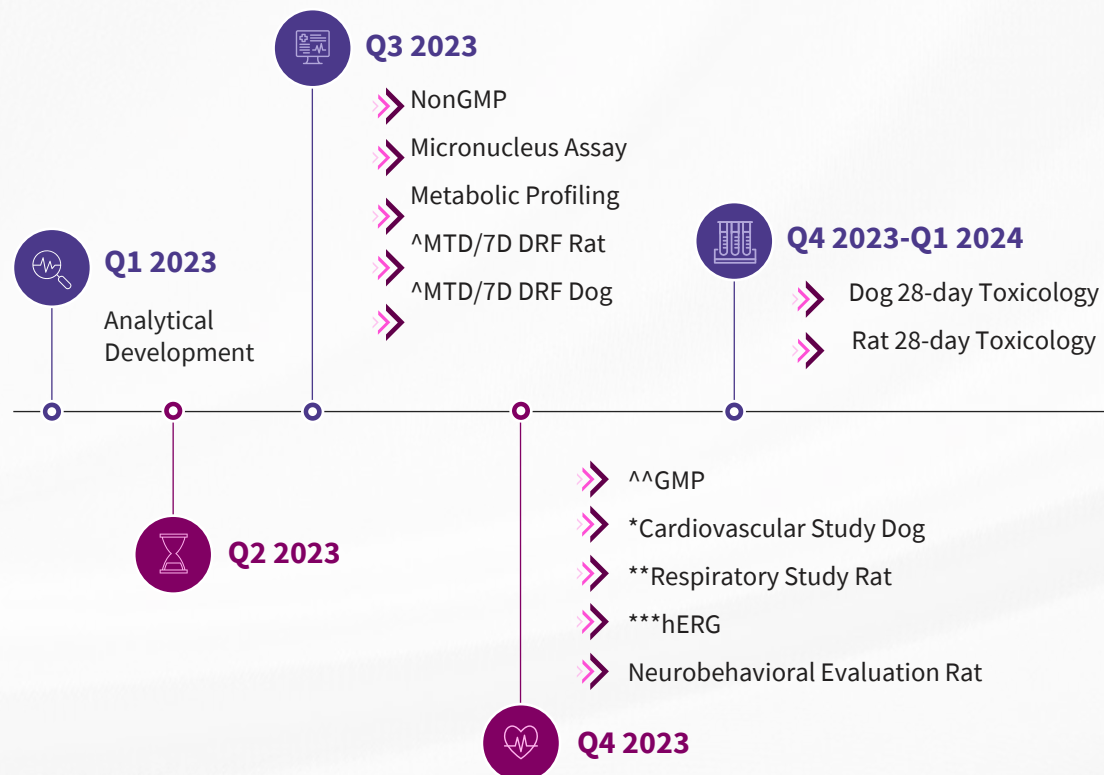 Q1 2023
Analytical
Development
Q2 2023
Q3 2023
NonGMP
Micronucleus Assay
Metabolic Profiling
^MTD/7D DRF Rat
^MTD/7D DRF Dog
Q4 2023
^^GMP
*Cardiovascular Study Dog
**Respiratory Study Rat
***hERG
Neurobehavioral Evaluation Rat
Q4 2023-Q1 2024
Dog 28-day Toxicology
Rat 28-day Toxicology